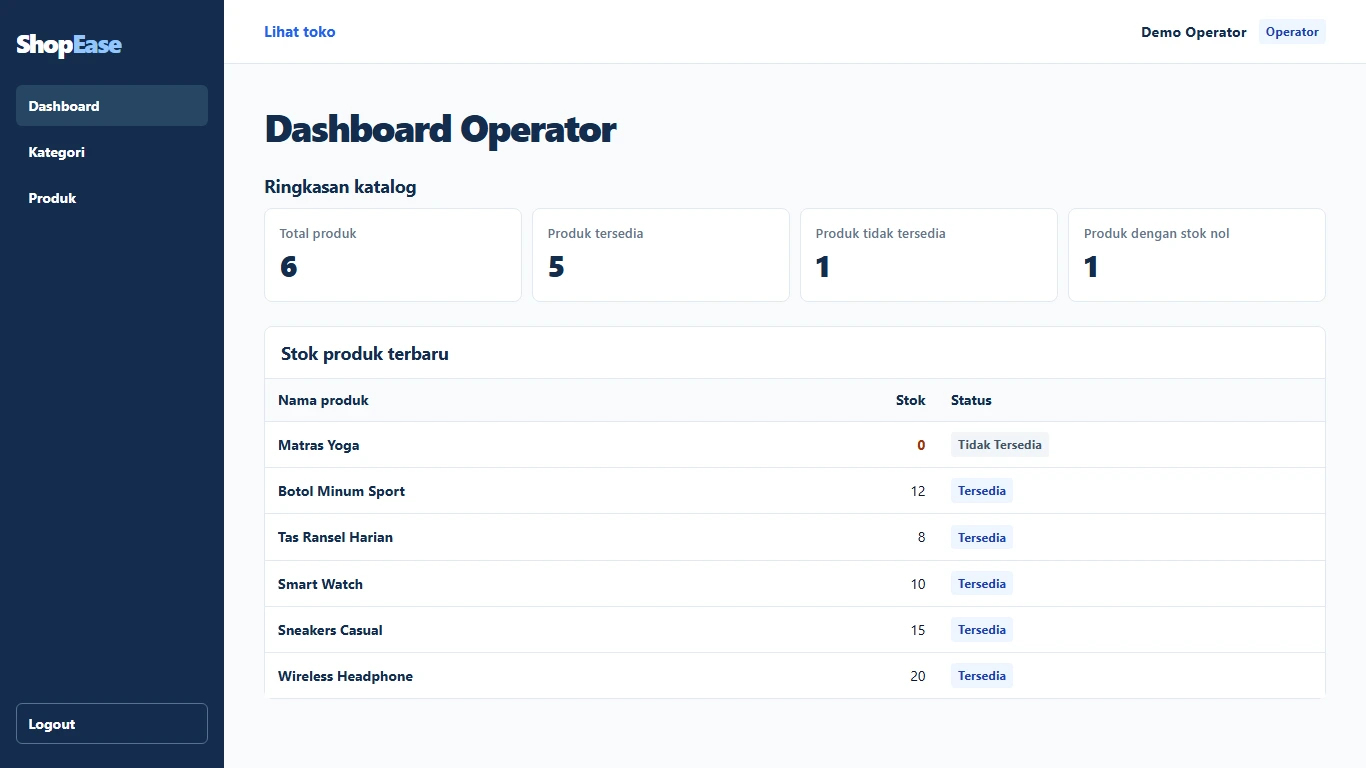 ShopEase
Dashboard
Kategori
Produk
Logout
Lihat toko
Demo Operator Operator
Dashboard Operator
Ringkasan katalog
Total produk
6
Produk tersedia
5
Produk tidak tersedia
1
Produk dengan stok nol
1
Stok produk terbaru
Nama produk Stok Status
Matras Yoga 0 Tidak Tersedia
Botol Minum Sport 12 Tersedia
Tas Ransel Harian 8 Tersedia
Smart Watch 10 Tersedia
Sneakers Casual 15 Tersedia
Wireless Headphone 20 Tersedia